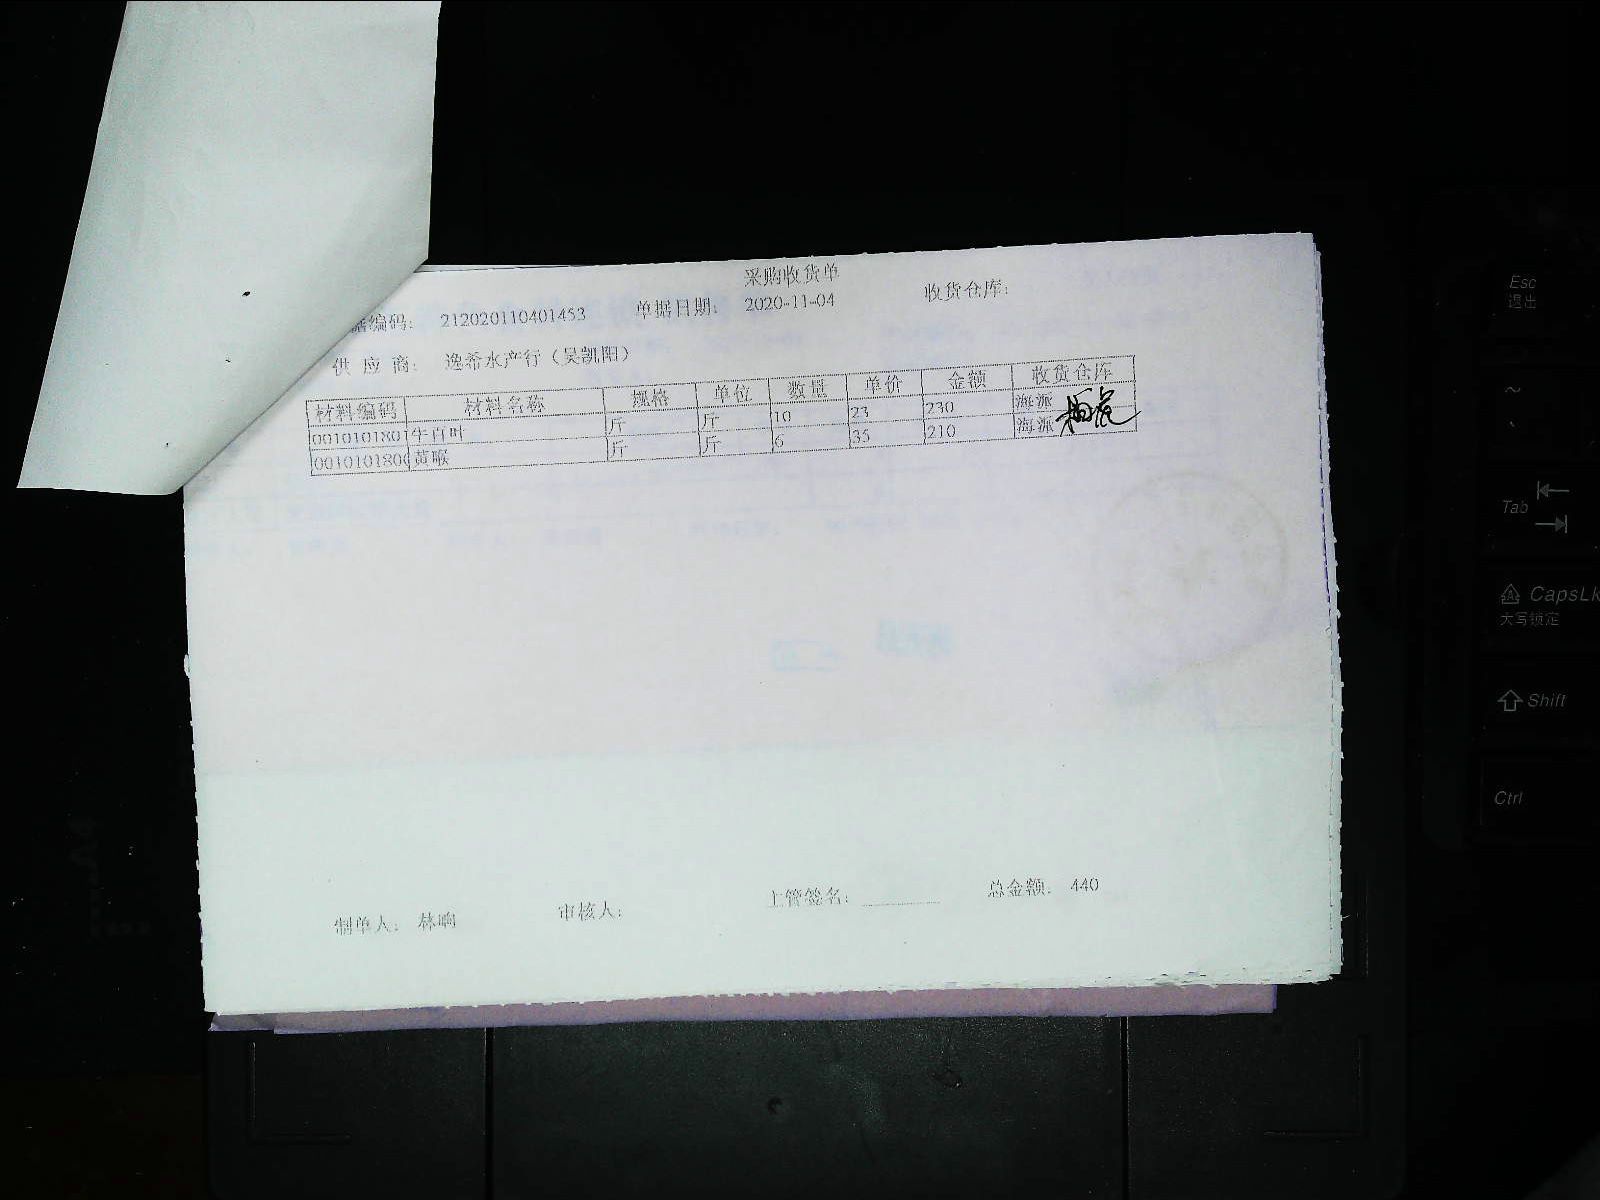 采购收货单
据编码: 212020110401453 单据日期: 2020-11-04 收货仓库:
供 应 商: 逸希水产行（吴凯阳）
材料编码 材料名称 规格 单位 数量 单价 金额 收货仓库
0010101801 牛百叶 斤 斤 10 23 230 海派
001010180 黄喉 斤 斤 6 35 210 海派
制单人: 林响 审核人: 主管签名: 总金额: 440
Esc
退出
~
Tab
CapsLk
大写锁定
Shift
Ctrl